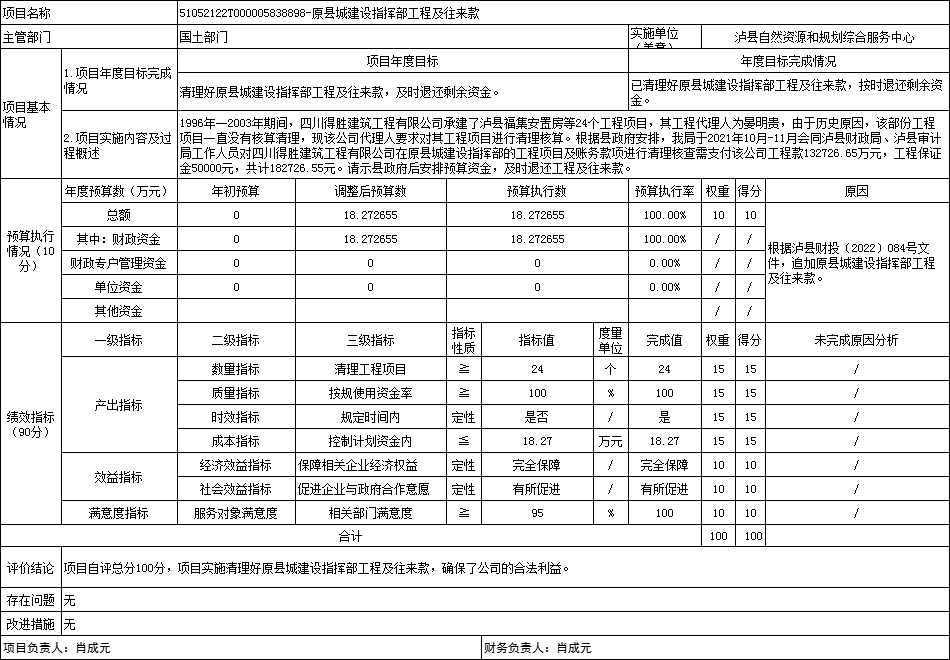 项目名称 51052122T000005838898-原县城建设指挥部工程及往来款
主管部门 国土部门 实施单位（盖章） 泸县自然资源和规划综合服务中心
项目基本情况
1.项目年度目标完成情况
项目年度目标 年度目标完成情况
清理好原县城建设指挥部工程及往来款，及时退还剩余资金。
已清理好原县城建设指挥部工程及往来款，按时退还剩余资金。
2.项目实施内容及过程概述
1996年—2003年期间，四川得胜建筑工程有限公司承建了泸县福集安置房等24个工程项目，其工程代理人为晏明贵，由于历史原因，该部分工程
项目一直没有核算清理，现该公司代理人要求对其工程项目进行清理核算。根据县政府安排，我局于2021年10月-11月会同泸县财政局、泸县审计
局工作人员对四川得胜建筑工程有限公司在原县城建设指挥部的工程项目及账务款项进行清理核查需支付该公司工程款132726.65万元，工程保证
金50000元，共计182726.55元。请示县政府后安排预算资金，及时退还工程及往来款。
预算执行情况（10分）
年度预算数（万元） 年初预算 调整后预算数 预算执行数 预算执行率 权重 得分 原因
总额 0 18.272655 18.272655 100.00% 10 10
其中：财政资金 0 18.272655 18.272655 100.00% / /
财政专户管理资金 0 0 0 0.00% / /
单位资金 0 0 0 0.00% / /
其他资金 / /
根据泸县财投（2022）084号文
件，追加原县城建设指挥部工程
及往来款。
绩效指标（90分）
一级指标 二级指标 三级指标 指标性质 指标值 度量单位 完成值 权重 得分 未完成原因分析
产出指标
数量指标 清理工程项目 ≧ 24 个 24 15 15 /
质量指标 按规使用资金率 ≧ 100 % 100 15 15 /
时效指标 规定时间内 定性 是否 / 是 15 15 /
成本指标 控制计划资金内 ≦ 18.27 万元 18.27 15 15 /
效益指标
经济效益指标 保障相关企业经济权益 定性 完全保障 / 完全保障 10 10 /
社会效益指标 促进企业与政府合作意愿 定性 有所促进 / 有所促进 10 10 /
满意度指标 服务对象满意度 相关部门满意度 ≧ 95 % 100 10 10 /
合计 100 100
评价结论 项目自评总分100分，项目实施清理好原县城建设指挥部工程及往来款，确保了公司的合法利益。
存在问题 无
改进措施 无
项目负责人：肖成元 财务负责人：肖成元